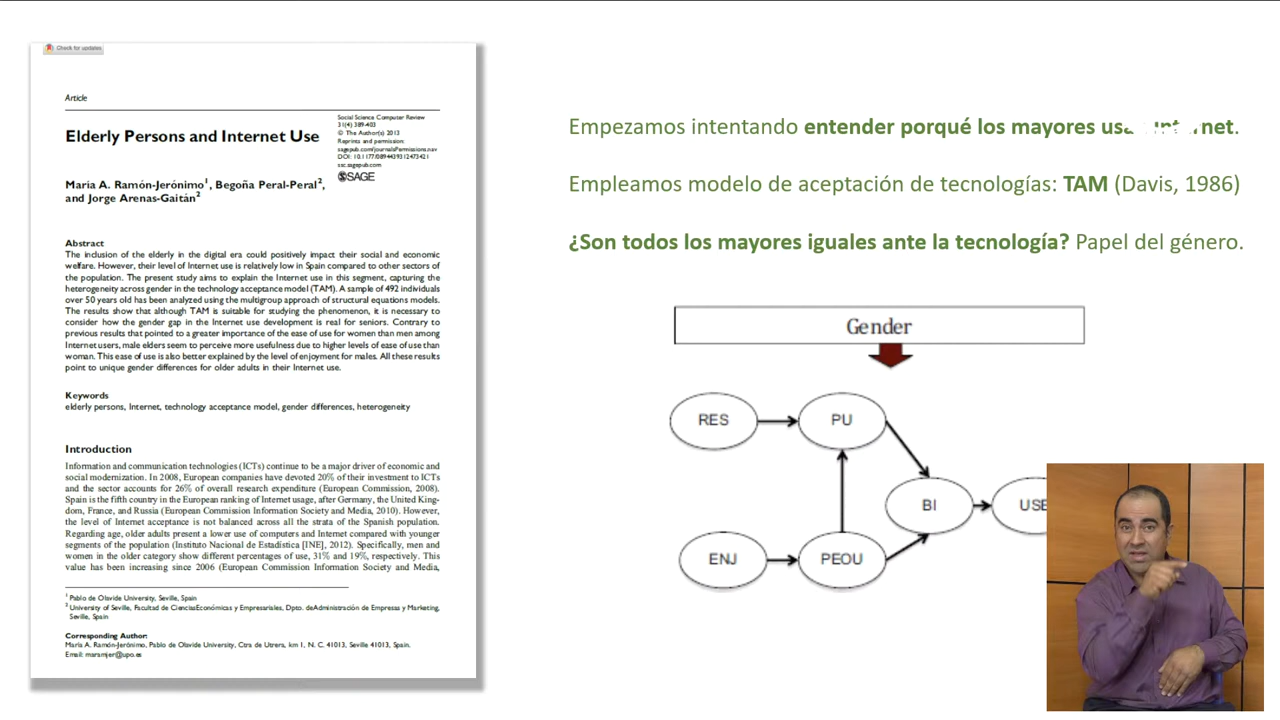 Check for updates
Article
Elderly Persons and Internet Use
Social Science Computer Review
31(4) 389-403
© The Author(s) 2013
Reprints and permission:
sagepub.com/journalsPermissions.nav
DOI: 10.1177/0894439312473421
ssc.sagepub.com
SAGE
Maria A. Ramón-Jerónimo1, Begoña Peral-Peral2,
and Jorge Arenas-Gaitán2
Abstract
The inclusion of the elderly in the digital era could positively impact their social and economic
welfare. However, their level of Internet use is relatively low in Spain compared to other sectors of
the population. The present study aims to explain the Internet use in this segment, capturing the
heterogeneity across gender in the technology acceptance model (TAM). A sample of 492 individuals
over 50 years old has been analyzed using the multigroup approach of structural equations models.
The results show that although TAM is suitable for studying the phenomenon, it is necessary to
consider how the gender gap in the Internet use development is real for seniors. Contrary to
previous results that pointed to a greater importance of the ease of use for women than men among
Internet users, male elders seem to perceive more usefulness due to higher levels of ease of use than
woman. This ease of use is also better explained by the level of enjoyment for males. All these results
point to unique gender differences for older adults in their Internet use.
Keywords
elderly persons, Internet, technology acceptance model, gender differences, heterogeneity
Introduction
Information and communication technologies (ICTs) continue to be a major driver of economic and
social modernization. In 2008, European companies have devoted 20% of their investment to ICTs
and the sector accounts for 26% of overall research expenditure (European Commission, 2008).
Spain is the fifth country in the European ranking of Internet usage, after Germany, the United King-
dom, France, and Russia (European Commission Information Society and Media, 2010). However,
the level of Internet acceptance is not balanced across all the strata of the Spanish population.
Regarding age, older adults present a lower use of computers and Internet compared with younger
segments of the population (Instituto Nacional de Estadística [INE], 2012). Specifically, men and
women in the older category show different percentages of use, 31% and 19%, respectively. This
value has been increasing since 2006 (European Commission Information Society and Media,
1 Pablo de Olavide University, Seville, Spain
2 University of Seville, Facultad de CienciasEconómicas y Empresariales, Dpto. deAdministración de Empresas y Marketing,
Seville, Spain
Corresponding Author:
Maria A. Ramón-Jerónimo, Pablo de Olavide University, Ctra de Utrera, km 1, N. C. 41013, Seville 41013, Spain.
Email: maramjer@upo.es
Empezamos intentando entender porqué los mayores
Empleamos modelo de aceptación de tecnologías: TAM (Davis, 1986)
¿Son todos los mayores iguales ante la tecnología? Papel del género.
Gender
RES
PU
BI
USE
ENJ
PEOU